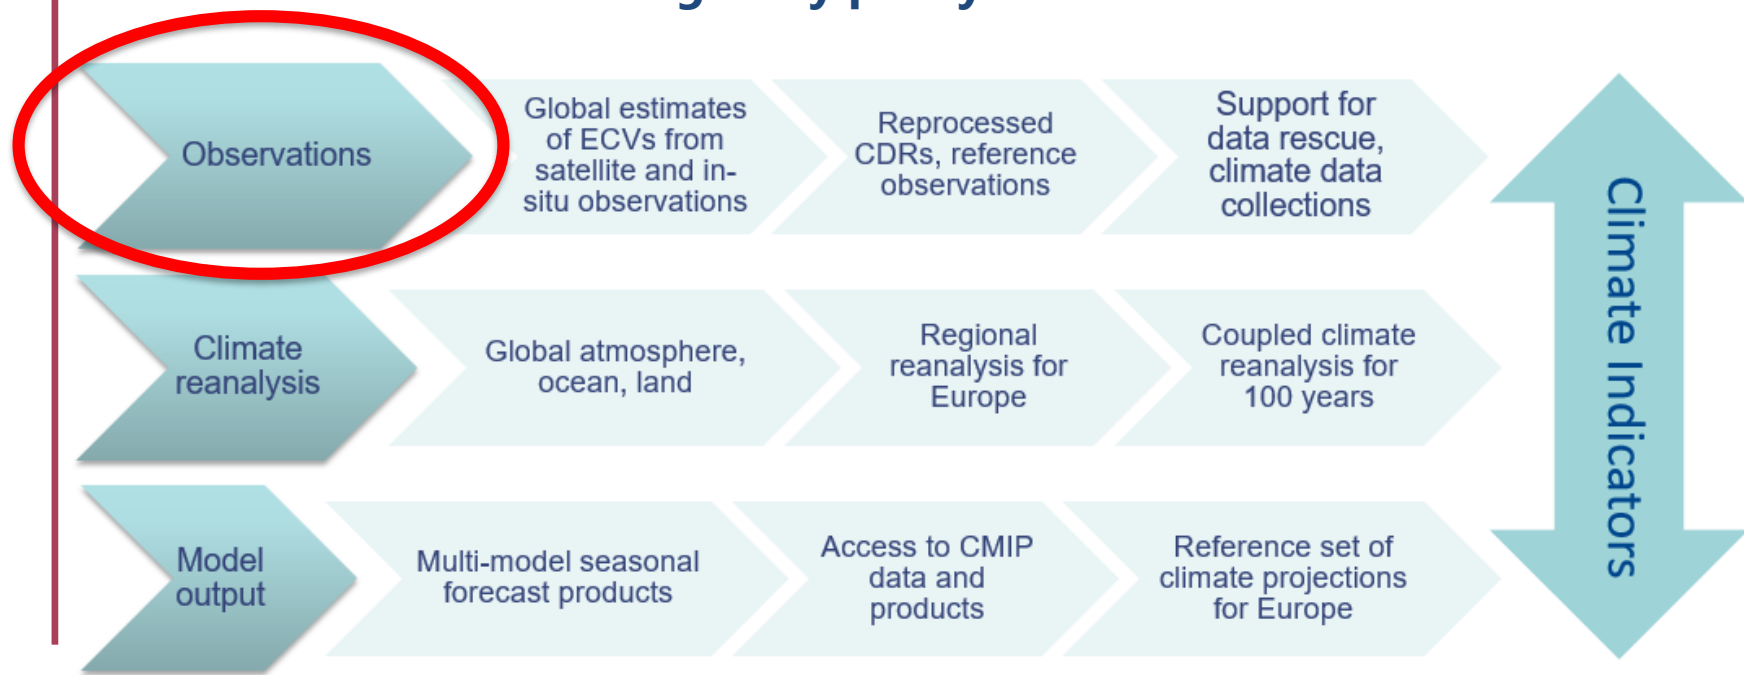 Observations
Global estimates
of ECVs from
satellite and in-
situ observations
Reprocessed
CDRs, reference
observations
Support for
data rescue,
climate data
collections
Climate
reanalysis
Global atmosphere,
ocean, land
Regional
reanalysis for
Europe
Coupled climate
reanalysis for
100 years
Model
output
Multi-model seasonal
forecast products
Access to CMIP
data and
products
Reference set of
climate projections
for Europe
Climate Indicators